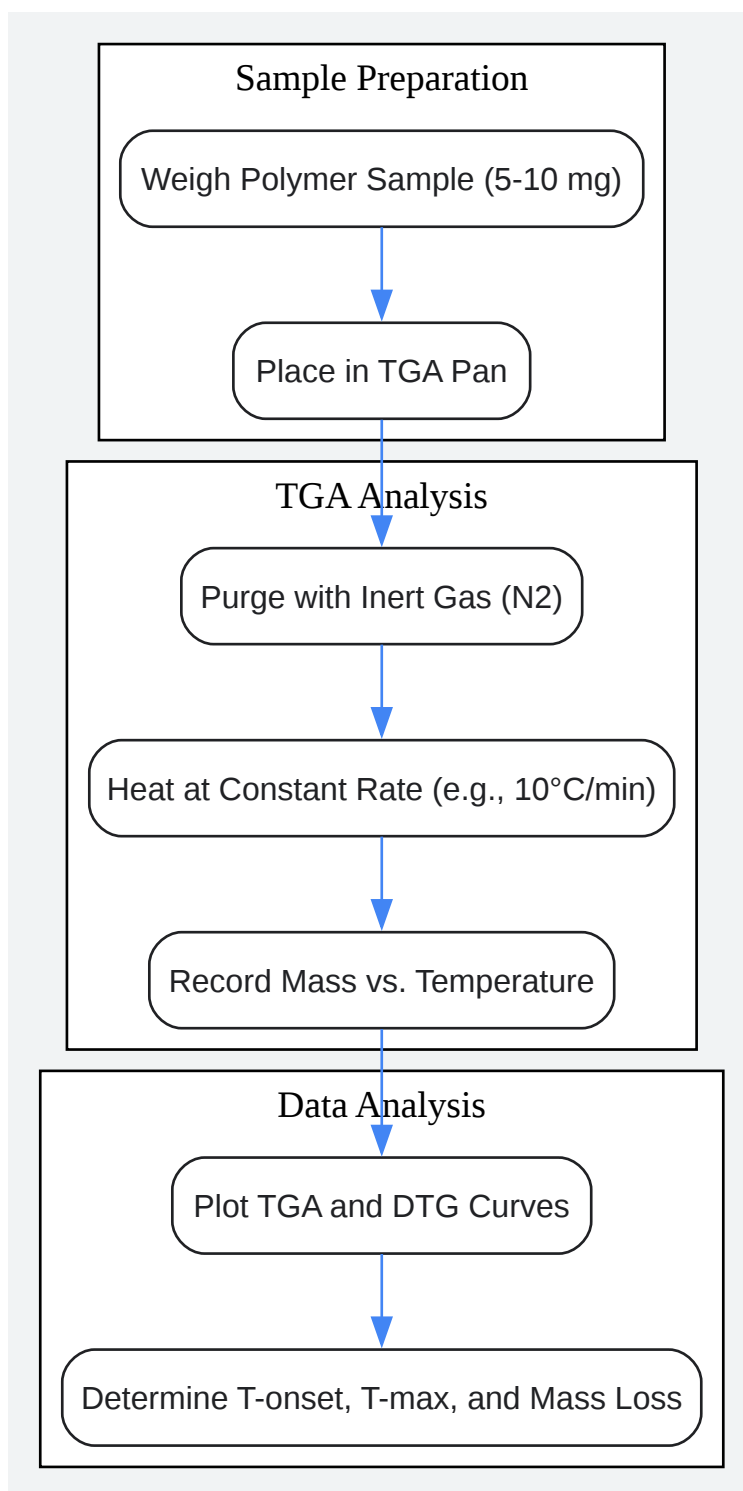 Sample Preparation
Weigh Polymer Sample (5-10 mg)
Place in TGA Pan
TGA Analysis
Purge with Inert Gas (N2)
Heat at Constant Rate (e.g., 10°C/min)
Record Mass vs. Temperature
Data Analysis
Plot TGA and DTG Curves
Determine T-onset, T-max, and Mass Loss